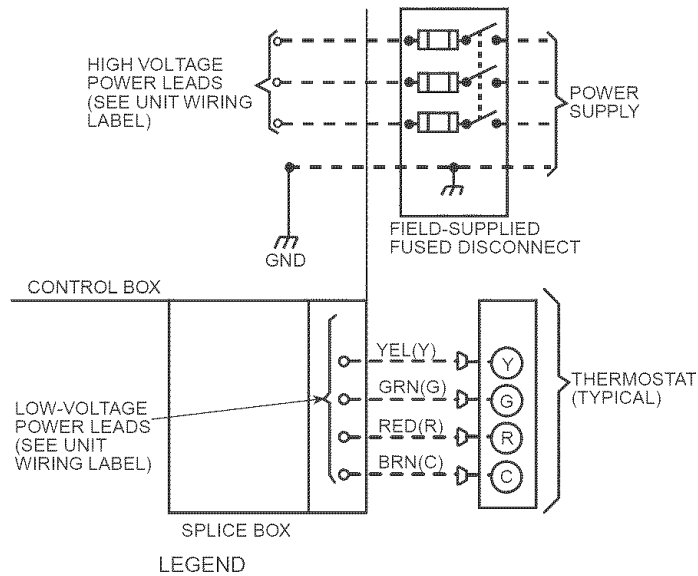 HIGH VOLTAGE
POWER LEADS
(SEE UNIT WIRING
LABEL)
POWER
SUPPLY
GND
FIELD-SUPPLIED
FUSED DISCONNECT
CONTROL BOX
YEL(Y)
Y
GRN(G)
G
RED(R)
R
BRN(C)
C
THERMOSTAT
(TYPICAL)
LOW-VOLTAGE
POWER LEADS
(SEE UNIT
WIRING LABEL)
SPLICE BOX
LEGEND